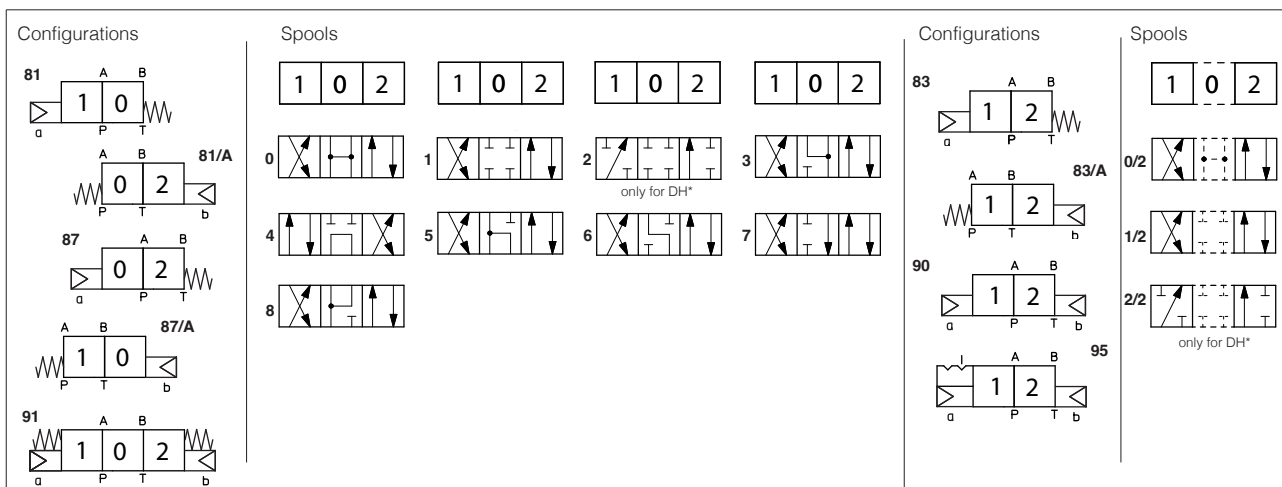 Configurations
81
A B
1 0
a P T
81/A
A B
0 2
P T b
87
A B
0 2
a P T
87/A
A B
1 0
P T b
91
A B
1 0 2
a P T b
Spools
1 0 2 1 0 2 1 0 2 1 0 2
0 1 2 3
only for DH*
4 5 6 7
8
Configurations
83
A B
1 2
a P T
83/A
A B
1 2
P T b
90
A B
1 2
a P T b
95
A B
1 2
a P T b
Spools
1 0 2
0/2
1/2
2/2
only for DH*